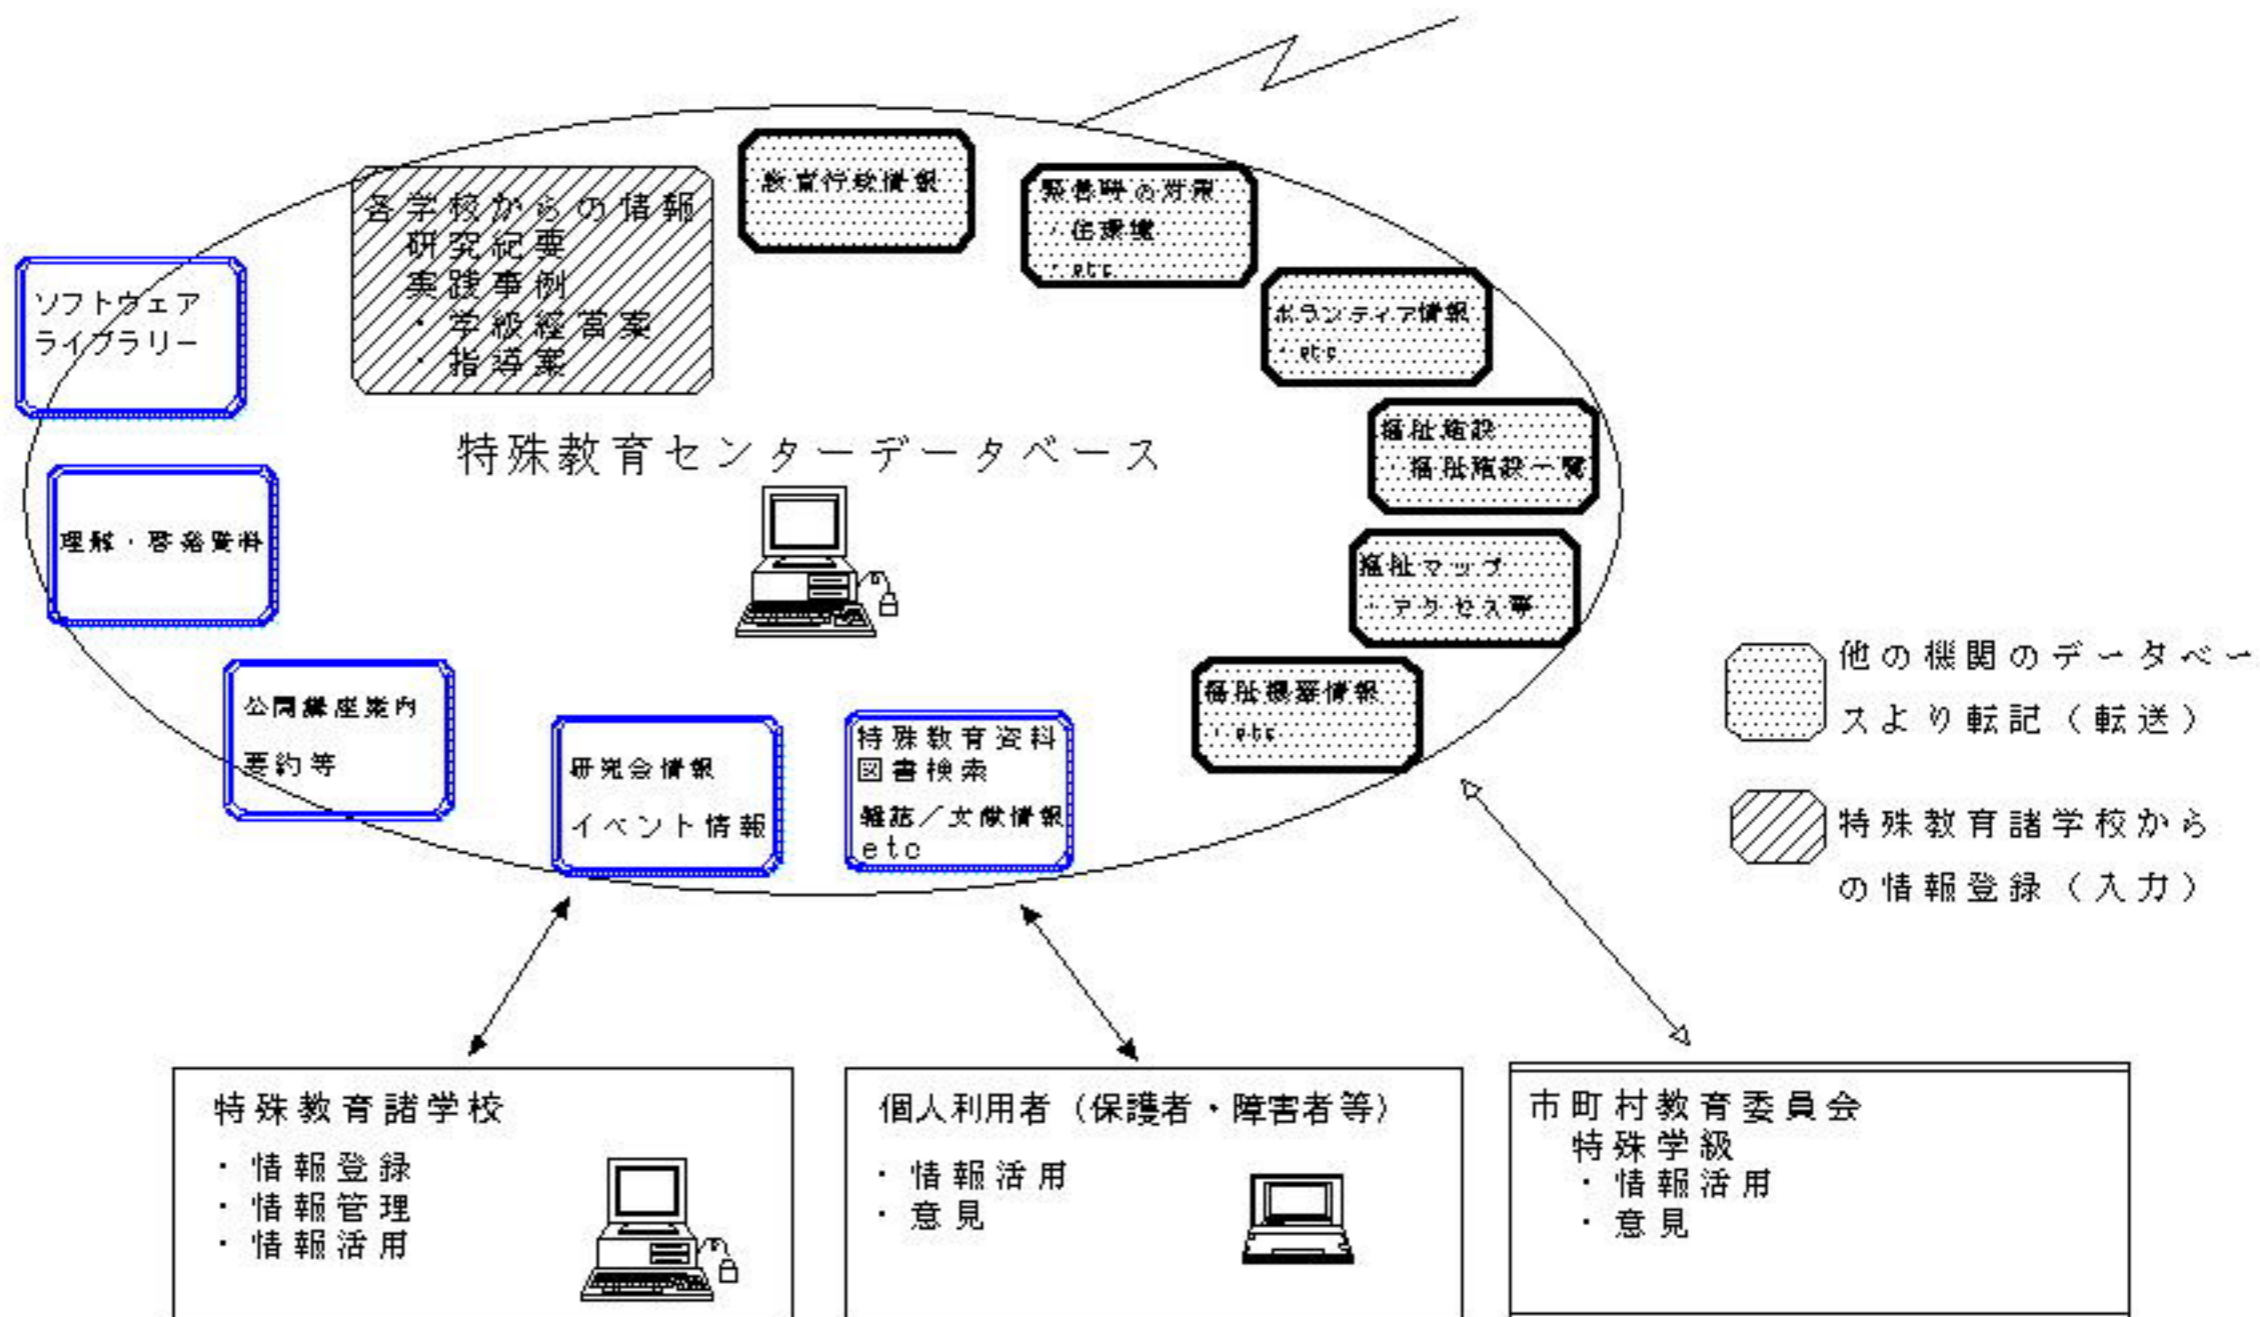 各学校からの情報
研究紀要
実践事例
・学級経営案
・指導案
教育行政情報
緊急時の対策
・住環境
・etc
ボランティア情報
・etc
福祉施設
・福祉施設一覧
福祉マップ
・アクセス等
福祉機器情報
・etc
ソフトウェア
ライブラリー
理解・啓発資料
公開講座案内
要約等
研究会情報
イベント情報
特殊教育資料
図書検索
雑誌／文献情報
etc
特殊教育センターデータベース
他の機関のデータベー
スより転記（転送）
特殊教育諸学校から
の情報登録（入力）
特殊教育諸学校
・情報登録
・情報管理
・情報活用
個人利用者（保護者・障害者等）
・情報活用
・意見
市町村教育委員会
特殊学級
・情報活用
・意見